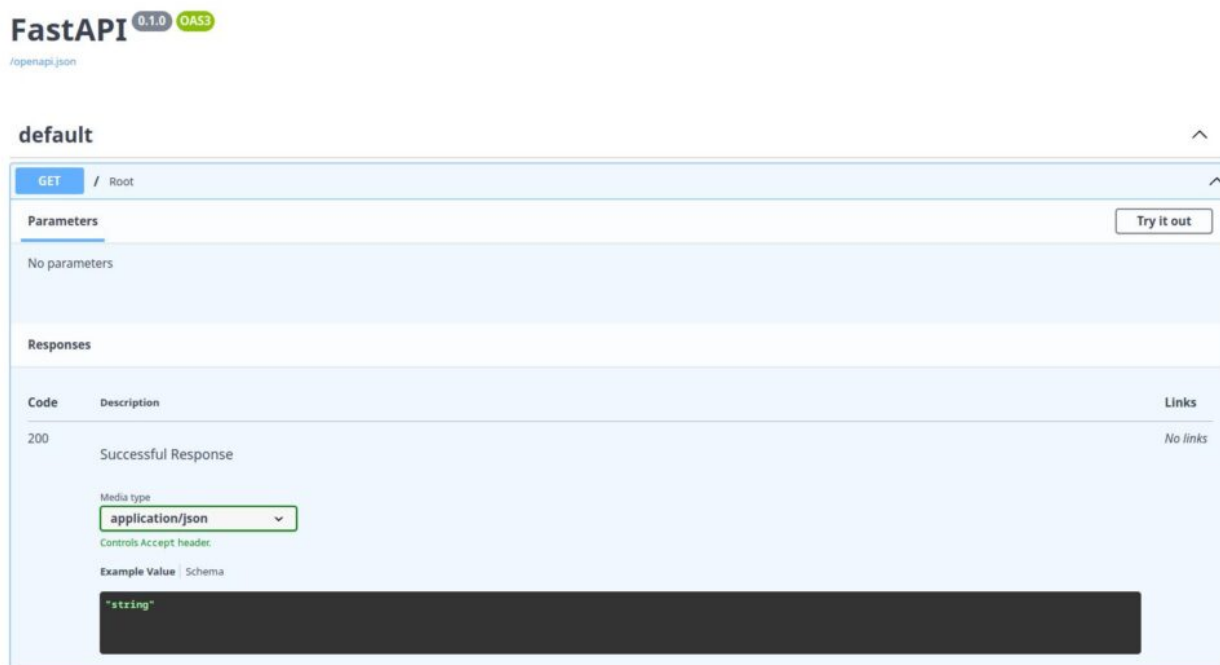 FastAPI 0.1.0 OAS3
/openapi.json
default
GET / Root
Parameters Try it out
No parameters
Responses
Code Description Links
200 Successful Response No links
Media type
application/json
Controls Accept header.
Example Value Schema
"string"